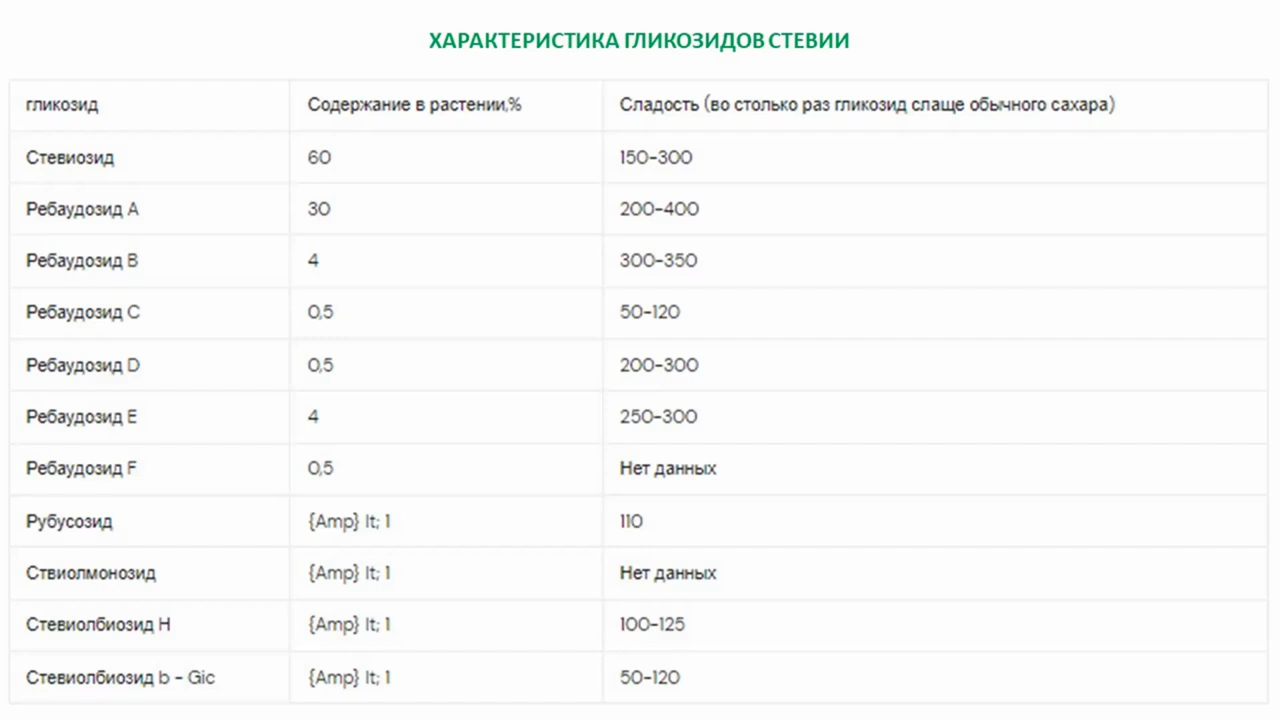 ХАРАКТЕРИСТИКА ГЛИКОЗИДОВ СТЕВИИ
гликозид Содержание в растении,% Сладость (во столько раз гликозид слаще обычного сахара)
Стевиозид 60 150-300
Ребаудозид A 30 200-400
Ребаудозид B 4 300-350
Ребаудозид C 0,5 50-120
Ребаудозид D 0,5 200-300
Ребаудозид E 4 250-300
Ребаудозид F 0,5 Нет данных
Рубусозид {Amp} lt; 1 110
Ствиолмонозид {Amp} lt; 1 Нет данных
Стевиолбиозид H {Amp} lt; 1 100-125
Стевиолбиозид b - Gic {Amp} lt; 1 50-120